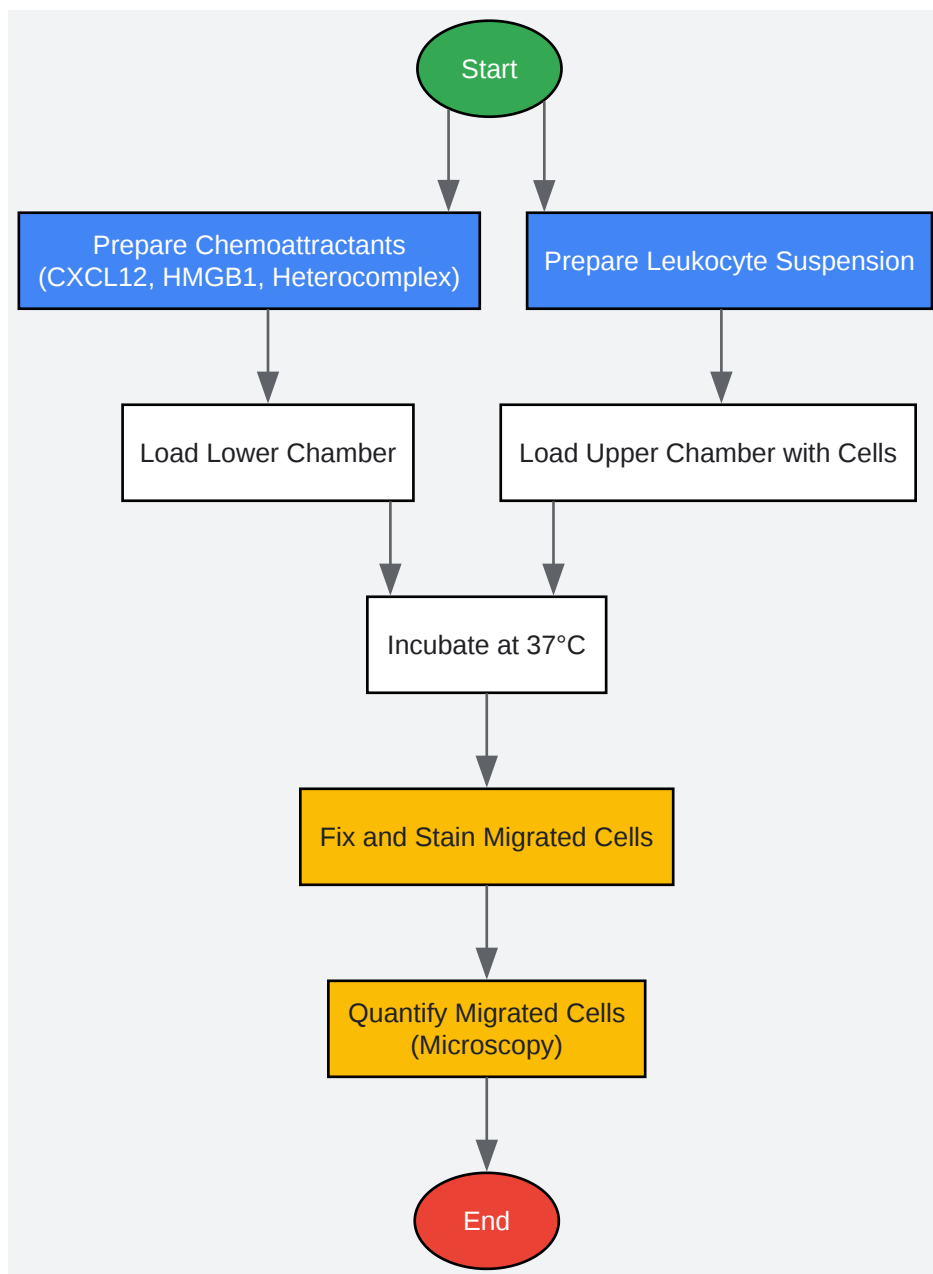 Start
Prepare Chemoattractants
(CXCL12, HMGB1, Heterocomplex)
Prepare Leukocyte Suspension
Load Lower Chamber
Load Upper Chamber with Cells
Incubate at 37°C
Fix and Stain Migrated Cells
Quantify Migrated Cells
(Microscopy)
End